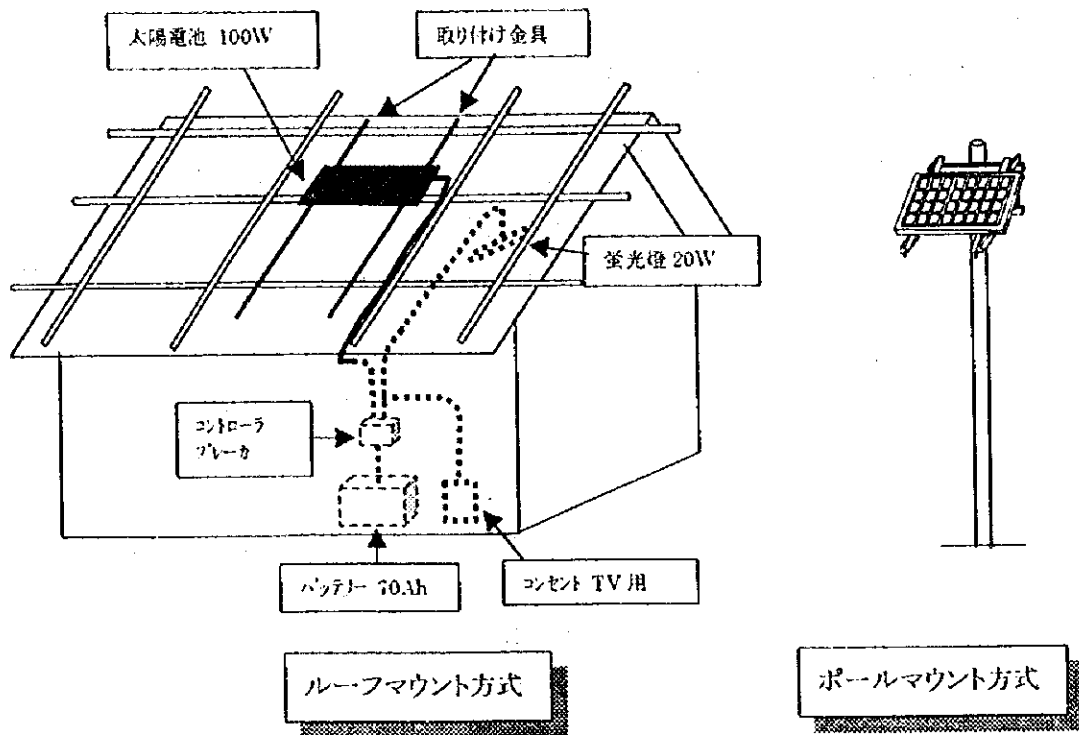 太陽電池 100W
取り付け金具
蛍光燈 20W
コントローラ
ブレーカ
バッテリー 70Ah
コンセント TV 用
ルーフマウント方式
ポールマウント方式